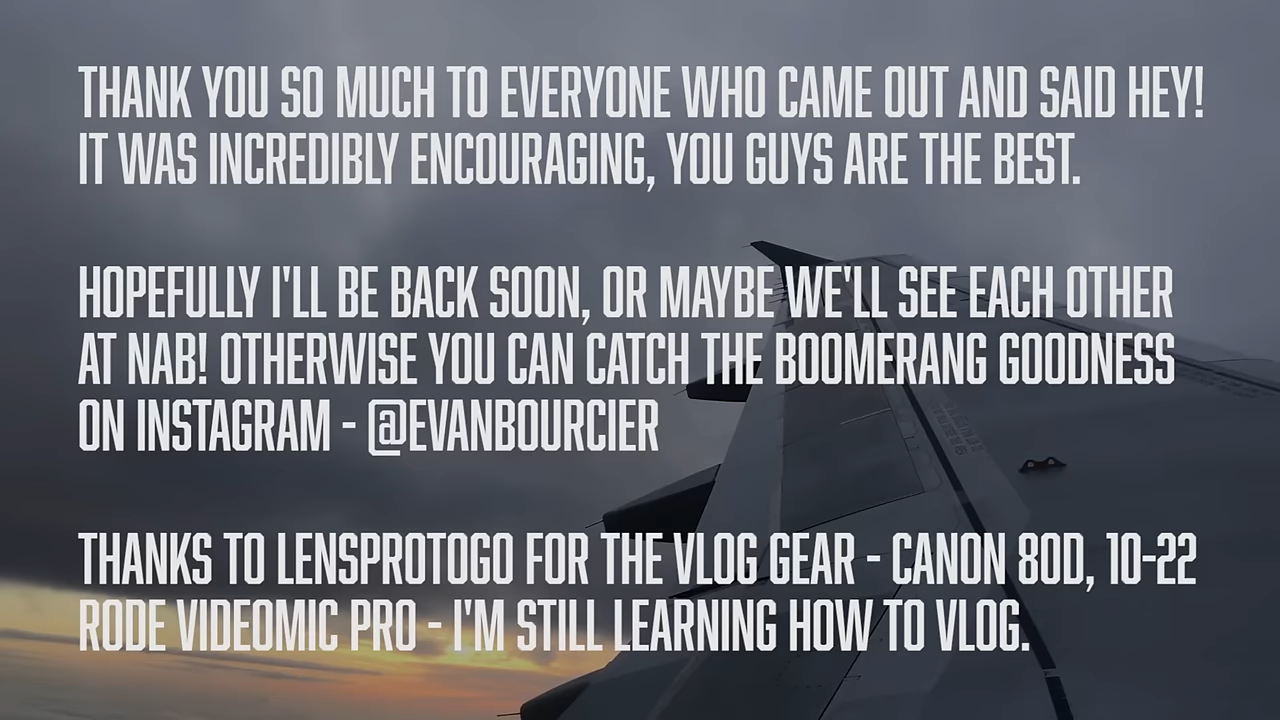 THANK YOU SO MUCH TO EVERYONE WHO CAME OUT AND SAID HEY!
IT WAS INCREDIBLY ENCOURAGING, YOU GUYS ARE THE BEST.
HOPEFULLY I'LL BE BACK SOON, OR MAYBE WE'LL SEE EACH OTHER
AT NAB! OTHERWISE YOU CAN CATCH THE BOOMERANG GOODNESS
ON INSTAGRAM - @EVANBOURCIER
THANKS TO LENSPROTOGO FOR THE VLOG GEAR - CANON 80D, 10-22
RODE VIDEOMIC PRO - I'M STILL LEARNING HOW TO VLOG.